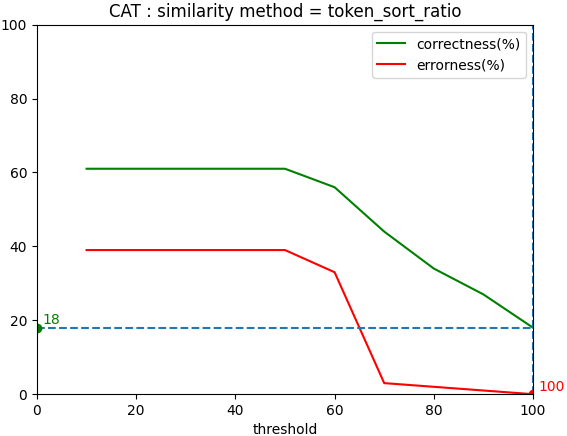 CAT : similarity method = token_sort_ratio
100
correctness(%)
errorness(%)
80
60
40
20
18
0
100
0 20 40 60 80 100
threshold